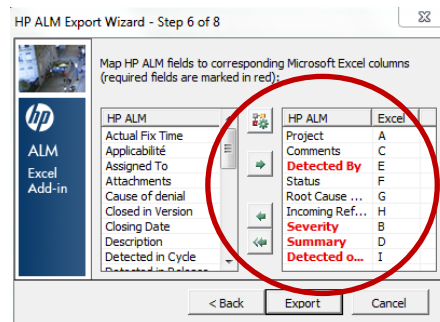 HP ALM Export Wizard - Step 6 of 8
Map HP ALM fields to corresponding Microsoft Excel columns
(required fields are marked in red):
hp
ALM
Excel
Add-in
HP ALM
Actual Fix Time
Applicabilité
Assigned To
Attachments
Cause of denial
Closed in Version
Closing Date
Description
Detected in Cycle
Detected in Release
HP ALM Excel
Project A
Comments C
Detected By E
Status F
Root Cause ... G
Incoming Ref... H
Severity B
Summary D
Detected o... I
< Back Export Cancel